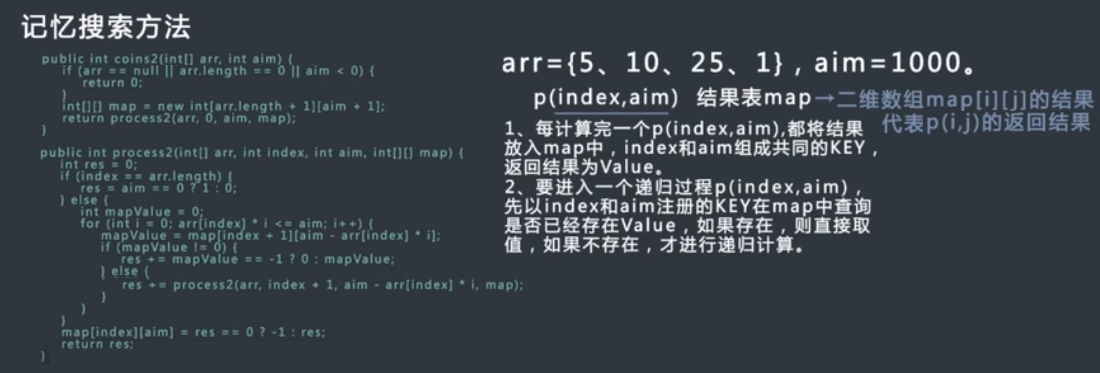 记忆搜索方法
public int coins2(int[] arr, int aim) {
if (arr == null || arr.length == 0 || aim < 0) {
return 0;
}
int[][] map = new int[arr.length + 1][aim + 1];
return process2(arr, 0, aim, map);
}
public int process2(int[] arr, int index, int aim, int[][] map) {
int res = 0;
if (index == arr.length) {
res = aim == 0 ? 1 : 0;
} else {
int mapValue = 0;
for (int i = 0; arr[index] * i <= aim; i++) {
mapValue = map[index + 1][aim - arr[index] * i];
if (mapValue != 0) {
res += mapValue == -1 ? 0 : mapValue;
} else {
res += process2(arr, index + 1, aim - arr[index] * i, map);
}
}
}
map[index][aim] = res == 0 ? -1 : res;
return res;
}
arr={5、10、25、1}，aim=1000。
p(index,aim) 结果表map→二维数组map[i][j]的结果
代表p(i,j)的返回结果
1、每计算完一个p(index,aim),都将结果
放入map中，index和aim组成共同的KEY，
返回结果为Value。
2、要进入一个递归过程p(index,aim)，
先以index和aim注册的KEY在map中查询
是否已经存在Value，如果存在，则直接取
值，如果不存在，才进行递归计算。